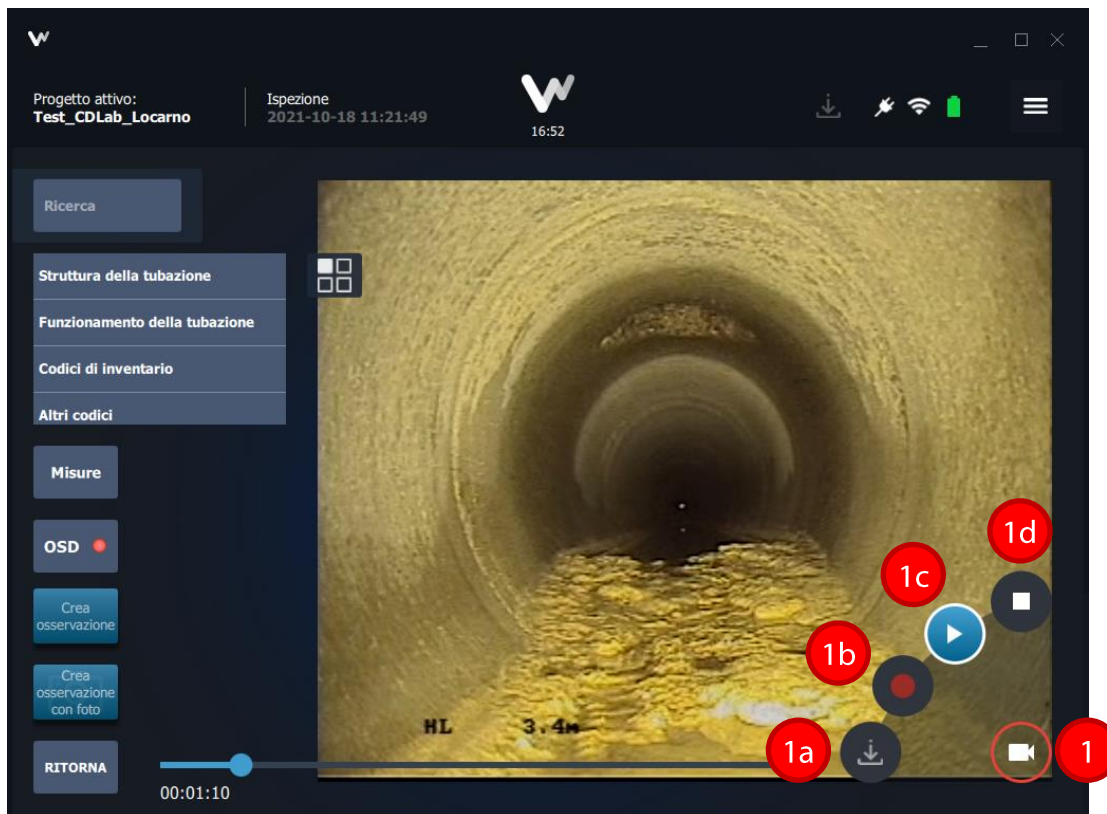 Progetto attivo:
Test_CDLab_Locarno
Ispezione
2021-10-18 11:21:49
16:52
Ricerca
Struttura della tubazione
Funzionamento della tubazione
Codici di inventario
Altri codici
Misure
OSD
Crea
osservazione
Crea
osservazione
con foto
RITORNA
00:01:10
HL 3.4m
1d
1c
1b
1a
1